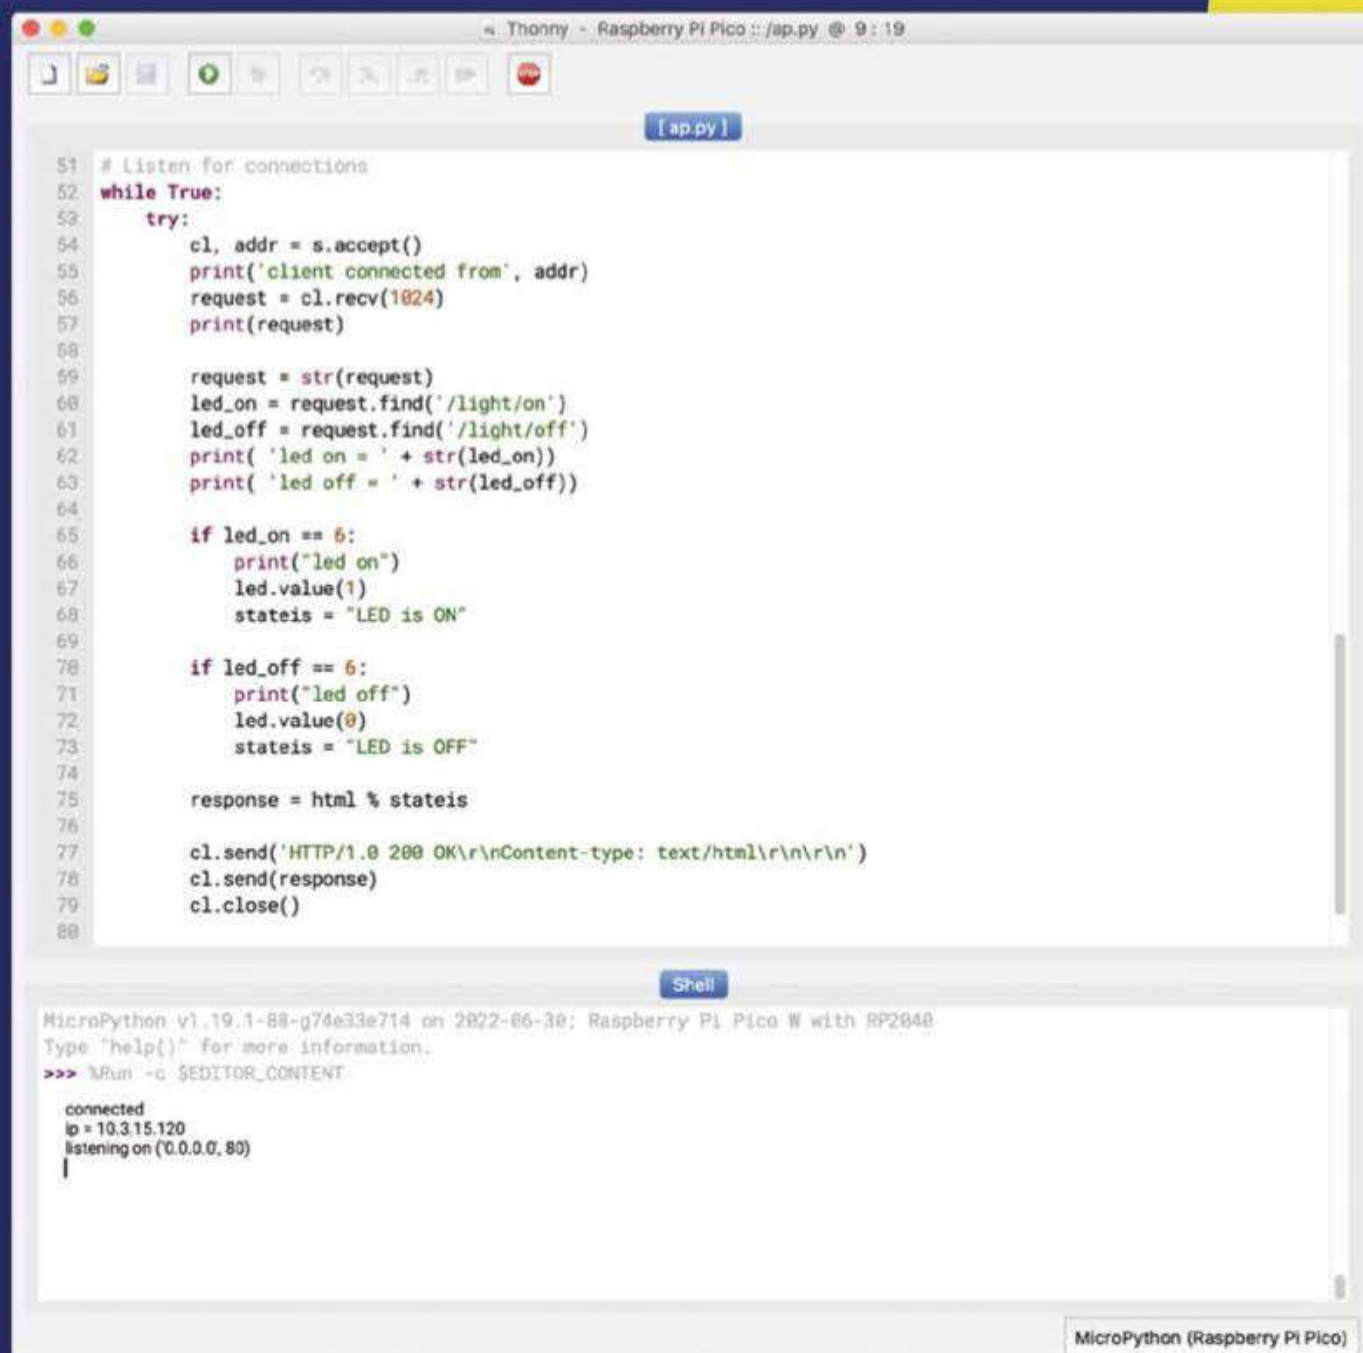 Thonny - Raspberry Pi Pico :: /ap.py @ 9 : 19
STOP
[ ap.py ]
51 # Listen for connections
52 while True:
53     try:
54         cl, addr = s.accept()
55         print('client connected from', addr)
56         request = cl.recv(1024)
57         print(request)
58
59         request = str(request)
60         led_on = request.find('/light/on')
61         led_off = request.find('/light/off')
62         print( 'led on = ' + str(led_on))
63         print( 'led off = ' + str(led_off))
64
65         if led_on == 6:
66             print("led on")
67             led.value(1)
68             stateis = "LED is ON"
69
70         if led_off == 6:
71             print("led off")
72             led.value(0)
73             stateis = "LED is OFF"
74
75         response = html % stateis
76
77         cl.send('HTTP/1.0 200 OK\r\nContent-type: text/html\r\n\r\n')
78         cl.send(response)
79         cl.close()
80
Shell
MicroPython v1.19.1-88-g74e33e714 on 2022-06-30; Raspberry Pi Pico W with RP2040
Type "help()" for more information.
>>> %Run -c $EDITOR_CONTENT
connected
ip = 10.3.15.120
listening on ('0.0.0.0', 80)
MicroPython (Raspberry Pi Pico)